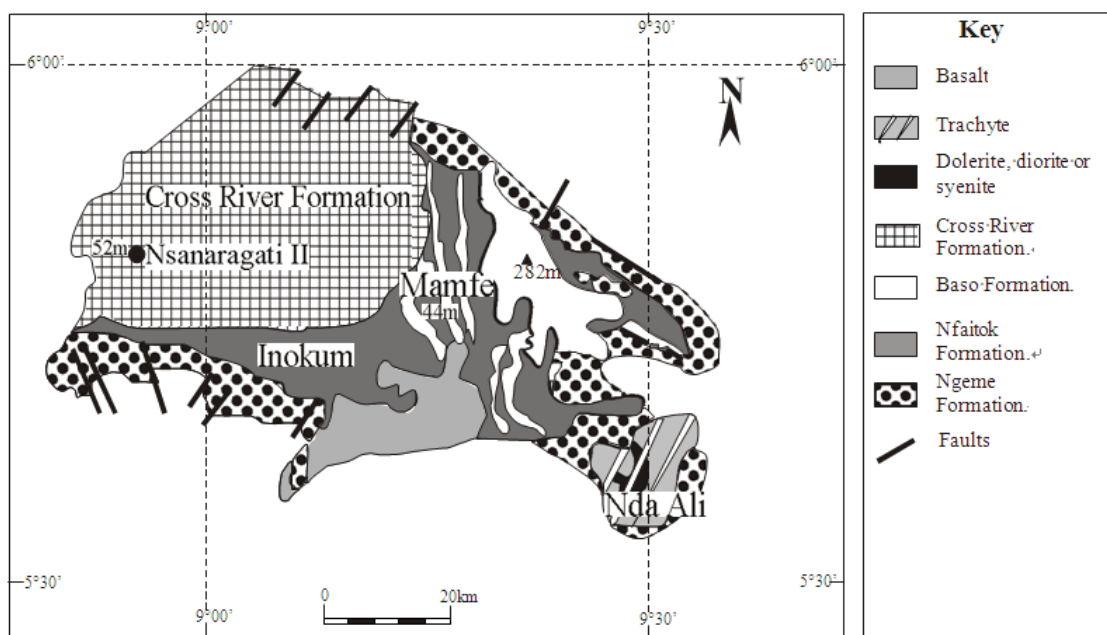 9°00’
9°30’
6°00’
6°00’
N
Cross River Formation
52m
Nsanaragati II
Mamfe
282m
44m
Inokum
Nda Ali
5°30’
5°30’
0
20km
9°00’
9°30’
Key
Basalt
Trachyte
Dolerite, diorite or
syenite
Cross River
Formation.
Baso Formation.
Nfaitok
Formation.
Ngeme
Formation.
Faults